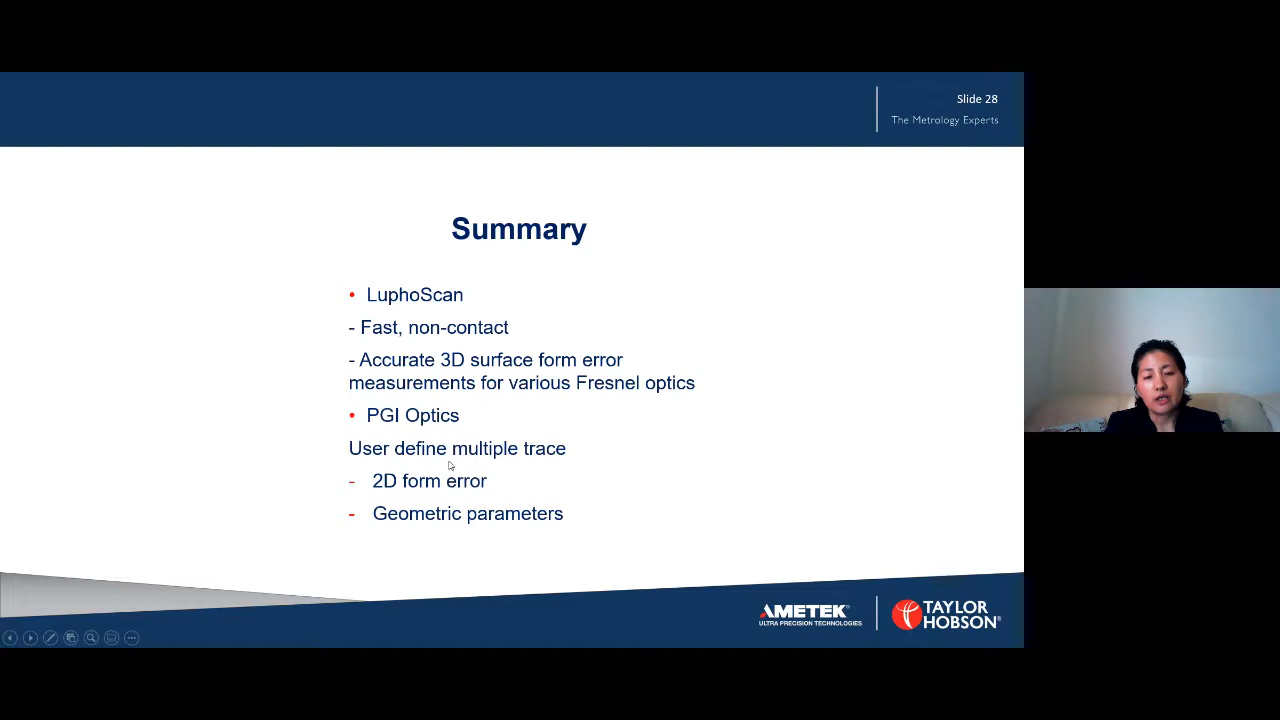 Slide 28
The Metrology Experts
Summary
• LuphoScan
- Fast, non-contact
- Accurate 3D surface form error
measurements for various Fresnel optics
• PGI Optics
User define multiple trace
- 2D form error
- Geometric parameters
AMETEK®
ULTRA PRECISION TECHNOLOGIES
TAYLOR
HOBSON®